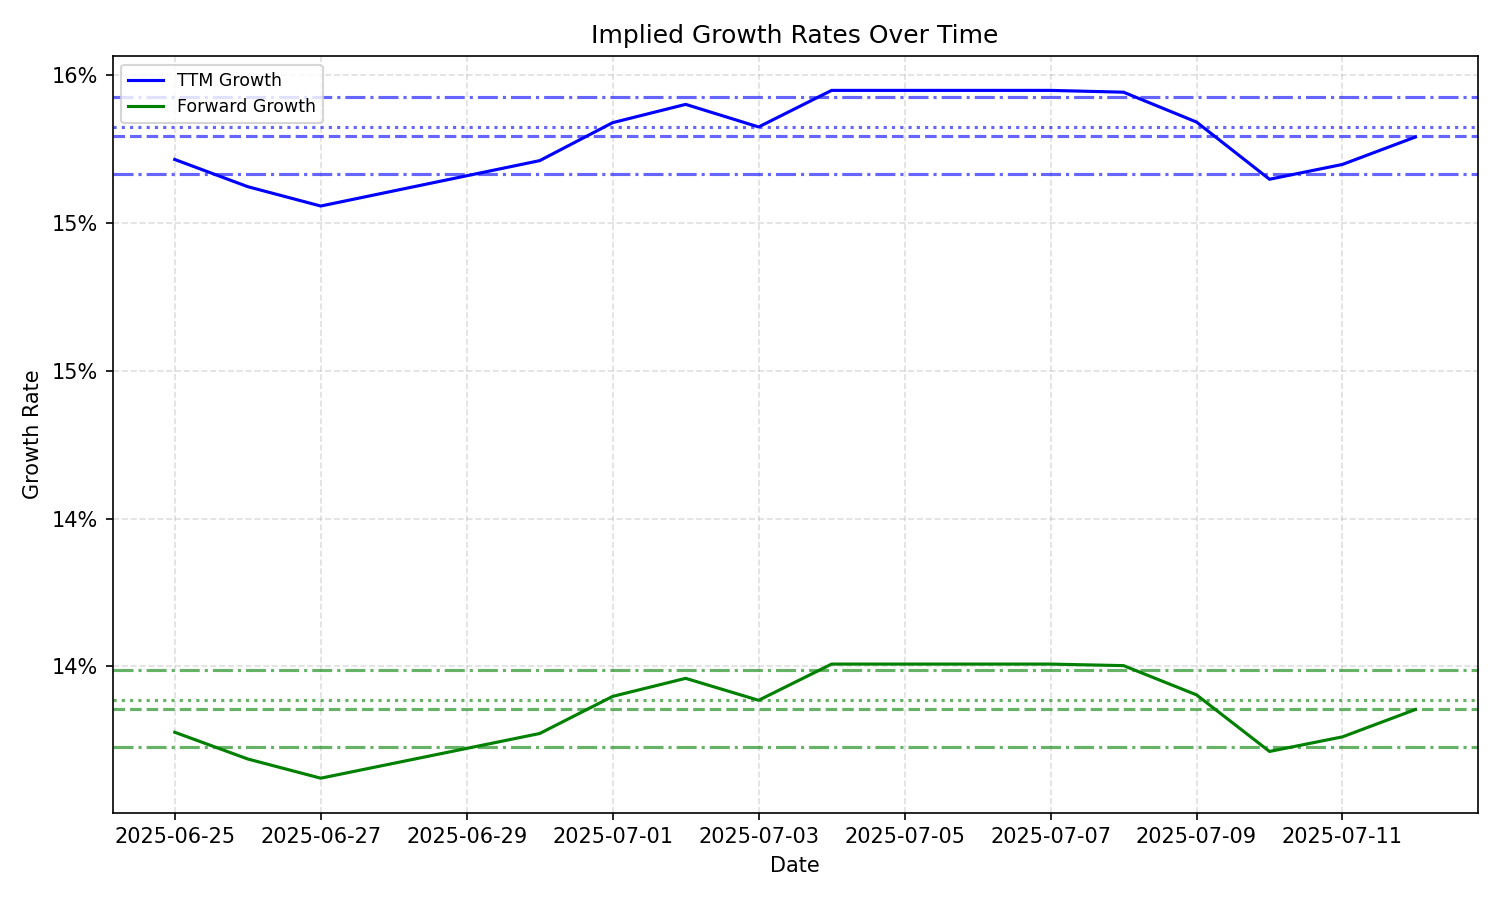 Implied Growth Rates Over Time
TTM Growth
Forward Growth
16%
15%
15%
14%
14%
Growth Rate
2025-06-25
2025-06-27
2025-06-29
2025-07-01
2025-07-03
2025-07-05
2025-07-07
2025-07-09
2025-07-11
Date